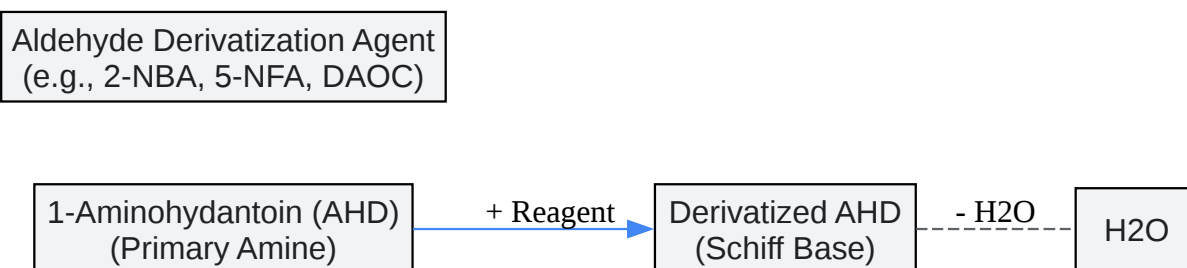 Aldehyde Derivatization Agent
(e.g., 2-NBA, 5-NFA, DAOC)
1-Aminohydantoin (AHD)
(Primary Amine)
+ Reagent
Derivatized AHD
(Schiff Base)
- H2O
H2O